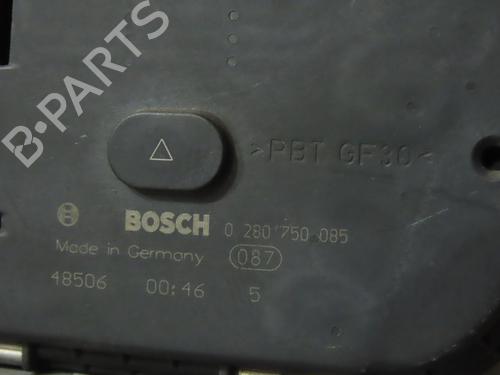 B-PARTS
>PBT GF30<
BOSCH 0 280 750 085
Made in Germany 087
48506 00:46 5